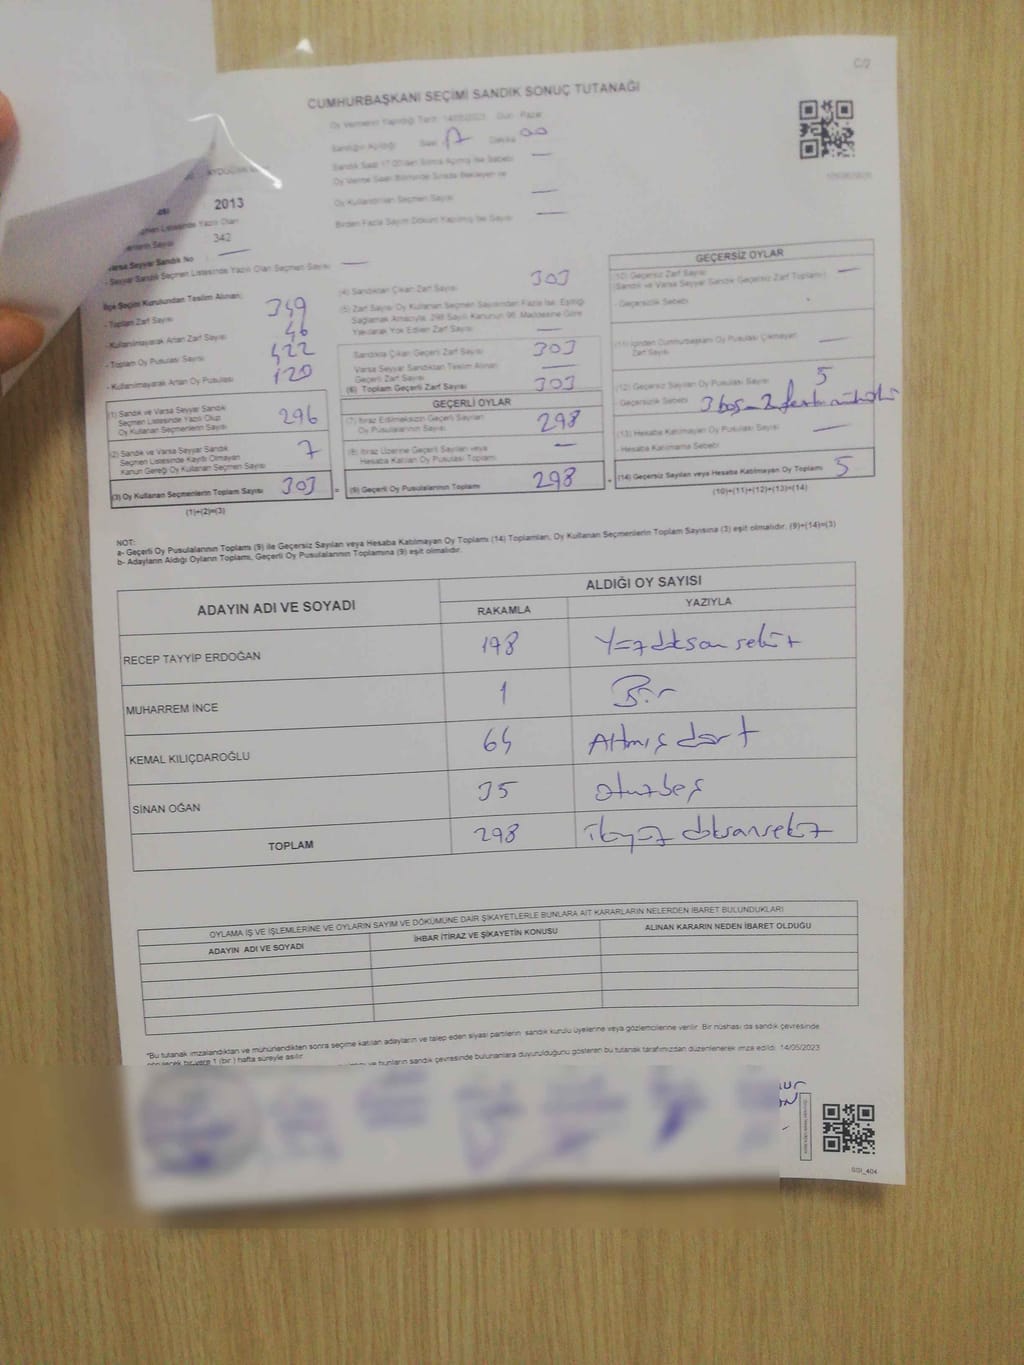 C/2
CUMHURBAŞKANI SEÇİMİ SANDIK SONUÇ TUTANAĞI
Oy Vermenin Yapıldığı Tarih : 14/05/2023 Gün : Pazar
Sandığın Açıldığı Saat 17 Dakika 00
Sandık Saat 17.00'den Sonra Açılmış İse Sebebi —
Oy Verme Saati Bitiminde Sırada Bekleyen ve
Oy Kullandırılan Seçmen Sayısı —
Birden Fazla Sayım Döküm Yapılmış İse Sayısı —
2013
Listesinde Yazılı Olan
Sayısı 342
Varsa Seyyar Sandık No —
- Seyyar Sandık Seçmen Listesinde Yazılı Olan Seçmen Sayısı —
İlçe Seçim Kurulundan Teslim Alınan:
- Toplam Zarf Sayısı 349
- Kullanılmayarak Artan Zarf Sayısı 46
- Toplam Oy Pusulası Sayısı 422
- Kullanılmayarak Artan Oy Pusulası 120
(1) Sandık ve Varsa Seyyar Sandık
Seçmen Listesinde Yazılı Olup
Oy Kullanan Seçmenlerin Sayısı 296
(2) Sandık ve Varsa Seyyar Sandık
Seçmen Listesinde Kayıtlı Olmayan
Kanun Gereği Oy Kullanan Seçmen Sayısı 7
(3) Oy Kullanan Seçmenlerin Toplam Sayısı 303
(1)+(2)=(3)
(4) Sandıktan Çıkan Zarf Sayısı 303
(5) Zarf Sayısı Oy Kullanan Seçmen Sayısından Fazla İse, Eşitliği
Sağlamak Amacıyla, 298 Sayılı Kanunun 98. Maddesine Göre
Yakılarak Yok Edilen Zarf Sayısı —
Sandıkta Çıkan Geçerli Zarf Sayısı 303
Varsa Seyyar Sandıktan Teslim Alınan
Geçerli Zarf Sayısı —
(6) Toplam Geçerli Zarf Sayısı 303
GEÇERLİ OYLAR
(7) İtiraz Edilmeksizin Geçerli Sayılan
Oy Pusulalarının Sayısı 298
(8) İtiraz Üzerine Geçerli Sayılan veya
Hesaba Katılan Oy Pusulası Toplamı —
= (9) Geçerli Oy Pusulalarının Toplamı 298
GEÇERSİZ OYLAR
(10) Geçersiz Zarf Sayısı
(Sandık ve Varsa Seyyar Sandık Geçersiz Zarf Toplamı) —
- Geçersizlik Sebebi
(11) İçinden Cumhurbaşkanı Oy Pusulası Çıkmayan
Zarf Sayısı —
(12) Geçersiz Sayılan Oy Pusulası Sayısı 5
- Geçersizlik Sebebi 3 boş - 2
(13) Hesaba Katılmayan Oy Pusulası Sayısı —
- Hesaba Katılmama Sebebi
+ (14) Geçersiz Sayılan veya Hesaba Katılmayan Oy Toplamı 5
(10)+(11)+(12)+(13)=(14)
NOT:
a- Geçerli Oy Pusulalarının Toplamı (9) ile Geçersiz Sayılan veya Hesaba Katılmayan Oy Toplamı (14) Toplamları, Oy Kullanan Seçmenlerin Toplam Sayısına (3) eşit olmalıdır. (9)+(14)=(3)
b- Adayların Aldığı Oyların Toplamı, Geçerli Oy Pusulalarının Toplamına (9) eşit olmalıdır.
ADAYIN ADI VE SOYADI ALDIĞI OY SAYISI
RAKAMLA YAZIYLA
RECEP TAYYİP ERDOĞAN 198 Yüzdoksan sekiz
MUHARREM İNCE 1 Bir
KEMAL KILIÇDAROĞLU 64 Altmış dört
SİNAN OĞAN 35 otuzbeş
TOPLAM 298 ikiyüz doksansekiz
OYLAMA İŞ VE İŞLEMLERİNE VE OYLARIN SAYIM VE DÖKÜMÜNE DAİR ŞİKAYETLERLE BUNLARA AİT KARARLARIN NELERDEN İBARET BULUNDUKLARI
ADAYIN ADI VE SOYADI İHBAR İTİRAZ VE ŞİKAYETİN KONUSU ALINAN KARARIN NEDEN İBARET OLDUĞU
*Bu tutanak imzalandıktan ve mühürlendikten sonra seçime katılan adayların ve talep eden siyasi partilerin sandık kurulu üyelerine veya gözlemcilerine verilir. Bir nüshası da sandık çevresinde
bir yere 1 (bir ) hafta süreyle asılır.
ve bunların sandık çevresinde bulunanlara duyurulduğunu gösteren bu tutanak tarafımızdan düzenlenerek imza edildi. 14/05/2023
SSI_404